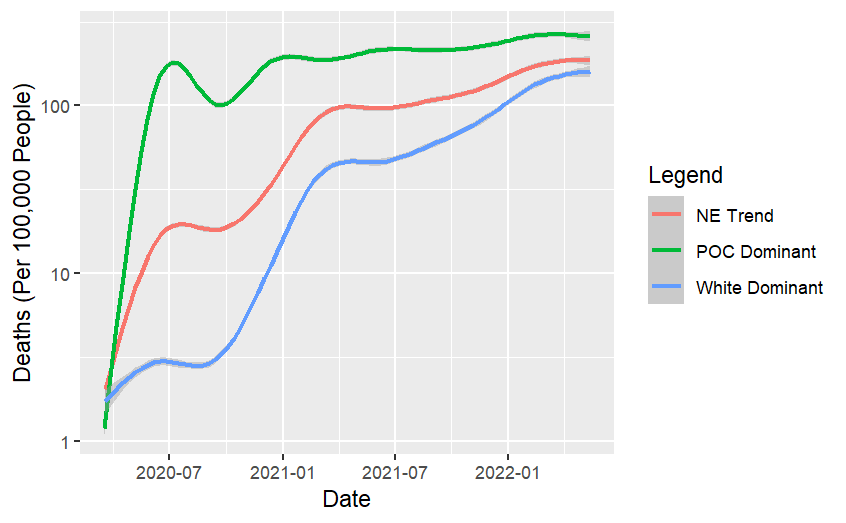 Deaths (Per 100,000 People)
100
10
1
2020-07
2021-01
2021-07
2022-01
Date
Legend
NE Trend
POC Dominant
White Dominant